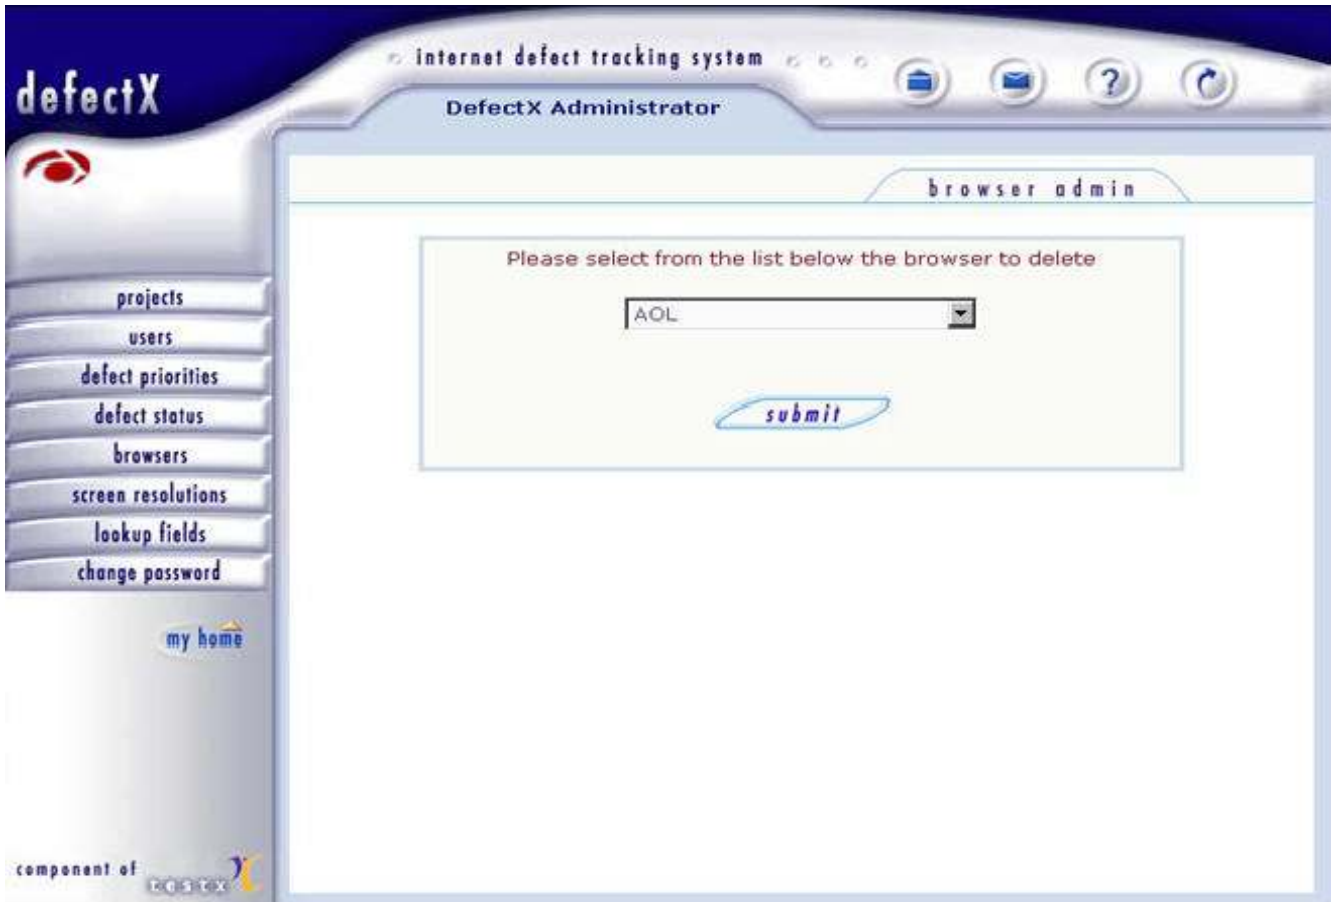 defectX
internet defect tracking system
DefectX Administrator
?
browser admin
Please select from the list below the browser to delete
AOL
submit
projects
users
defect priorities
defect status
browsers
screen resolutions
lookup fields
change password
my home
component of
testx